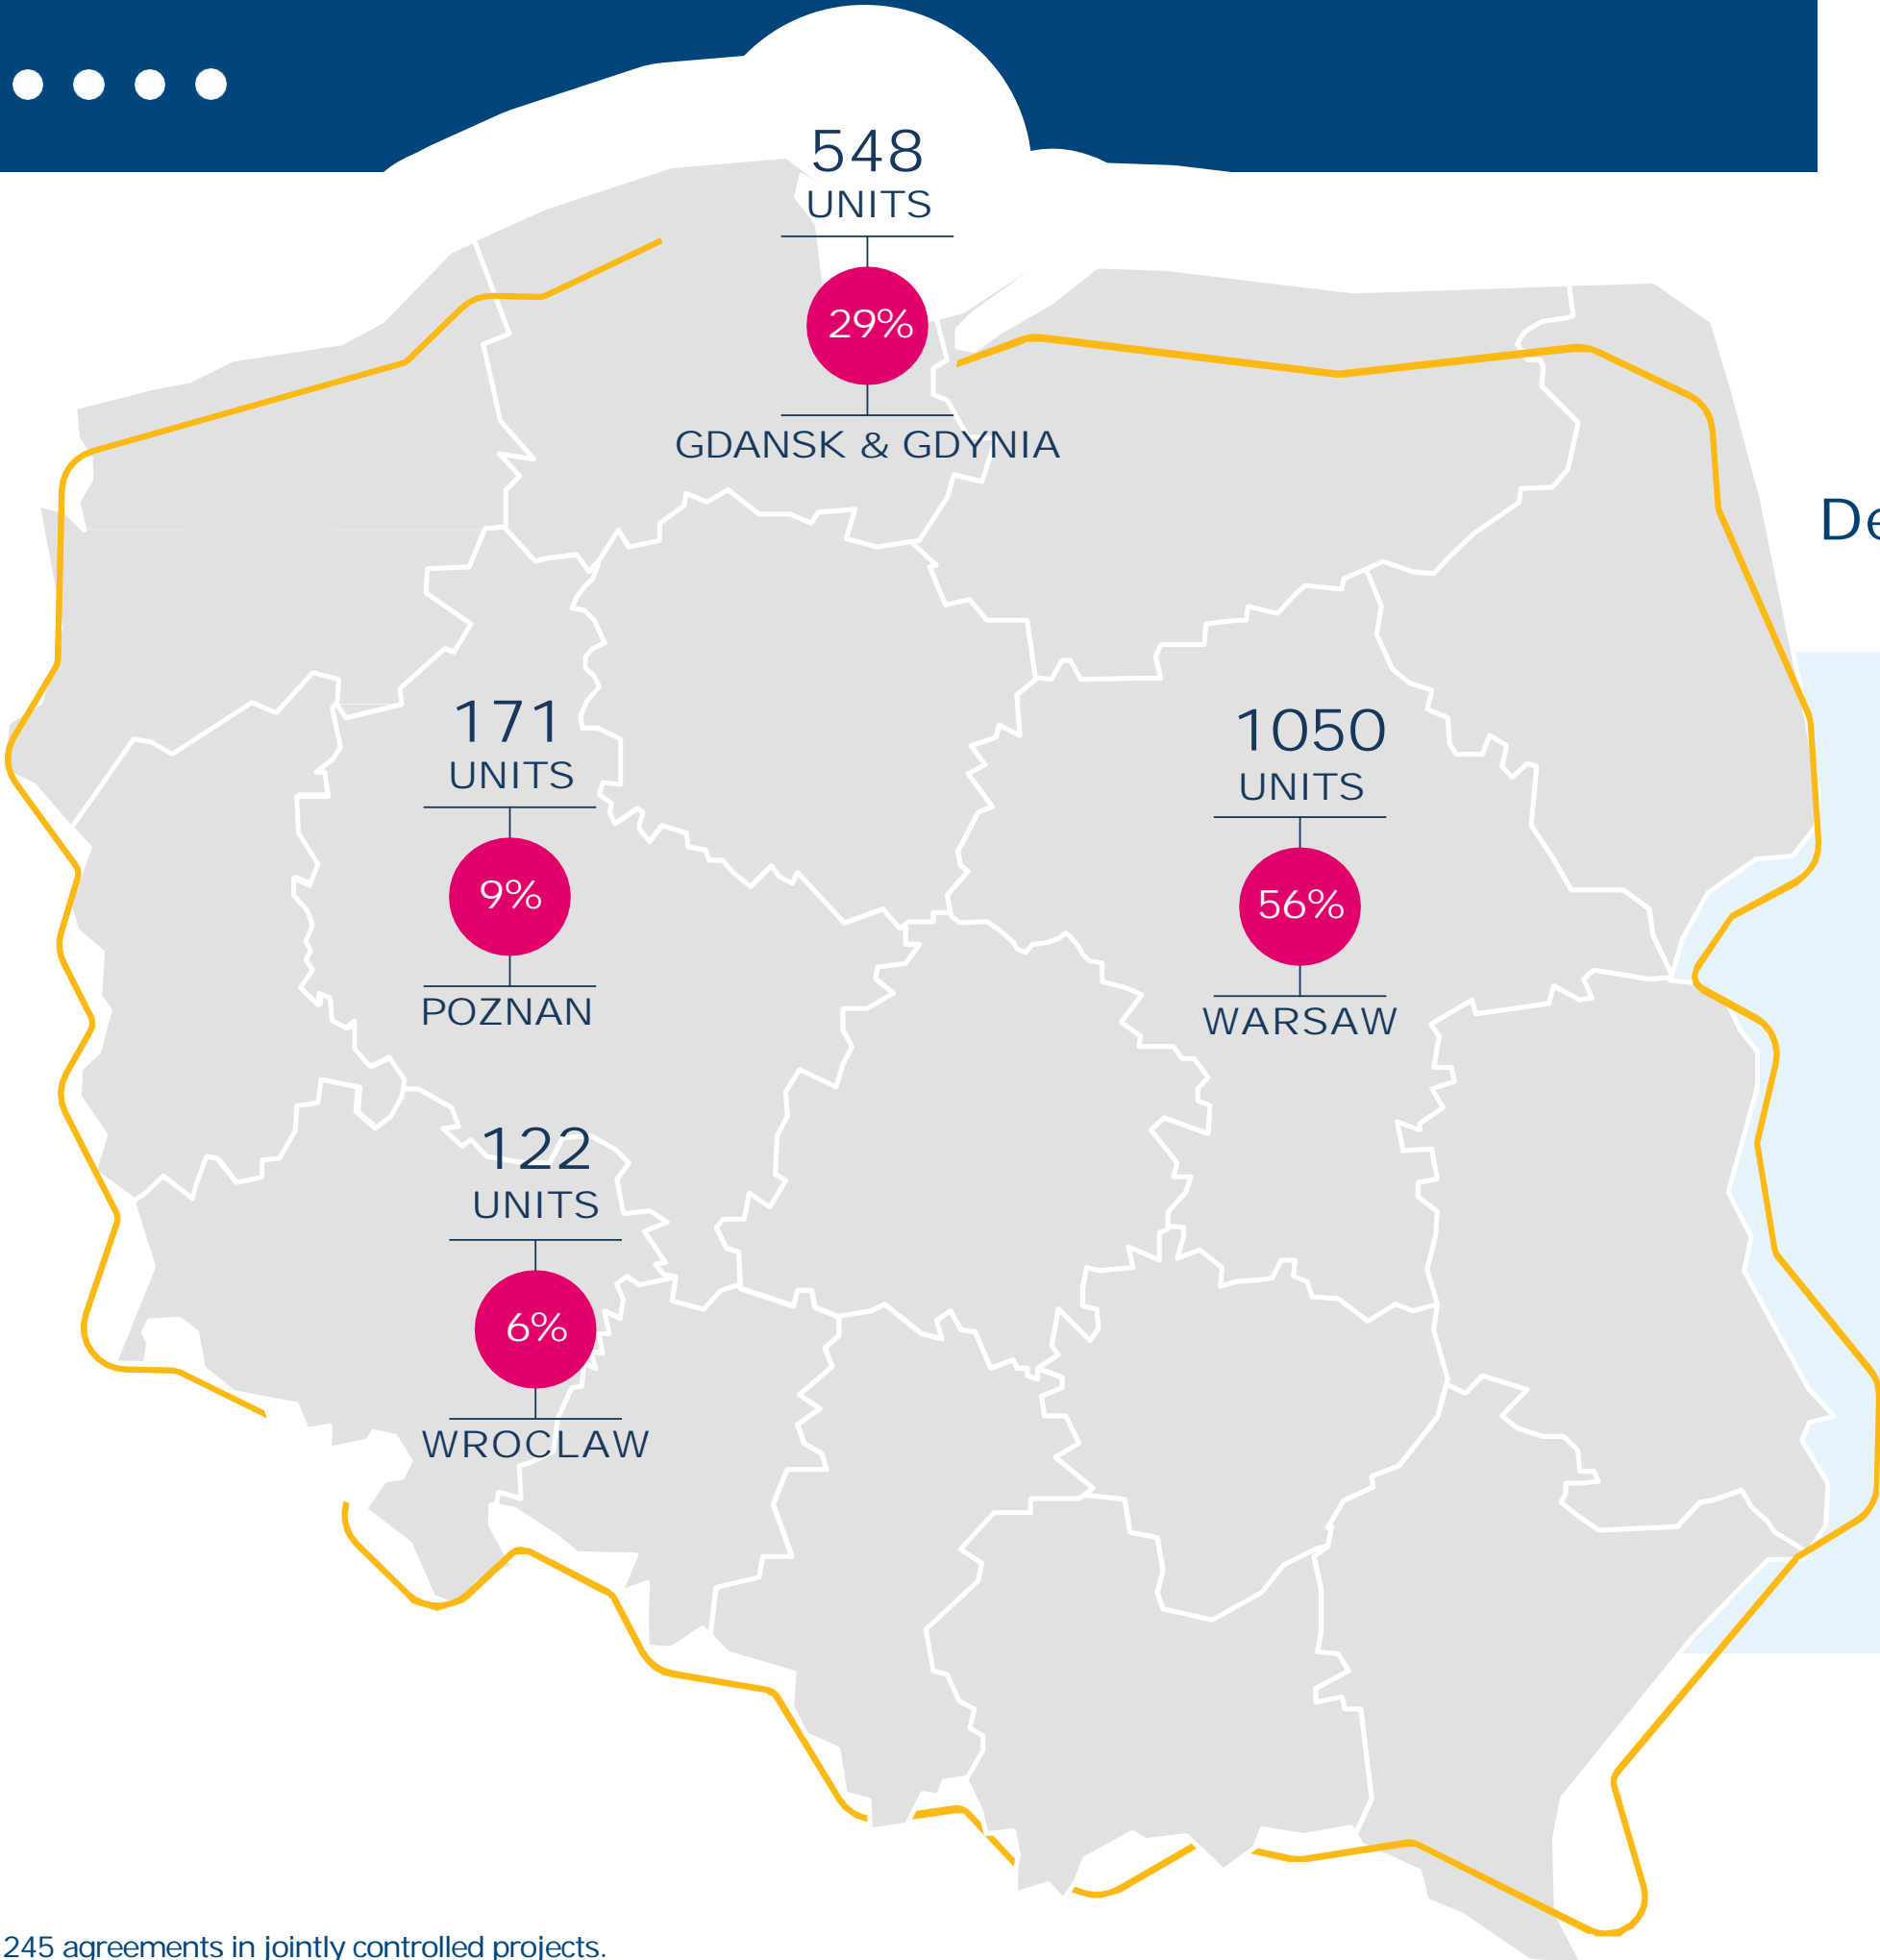 548
UNITS
29%
GDANSK & GDYNIA
De
171
UNITS
9%
POZNAN
1050
UNITS
56%
WARSAW
122
UNITS
6%
WROCLAW
245 agreements in jointly controlled projects.